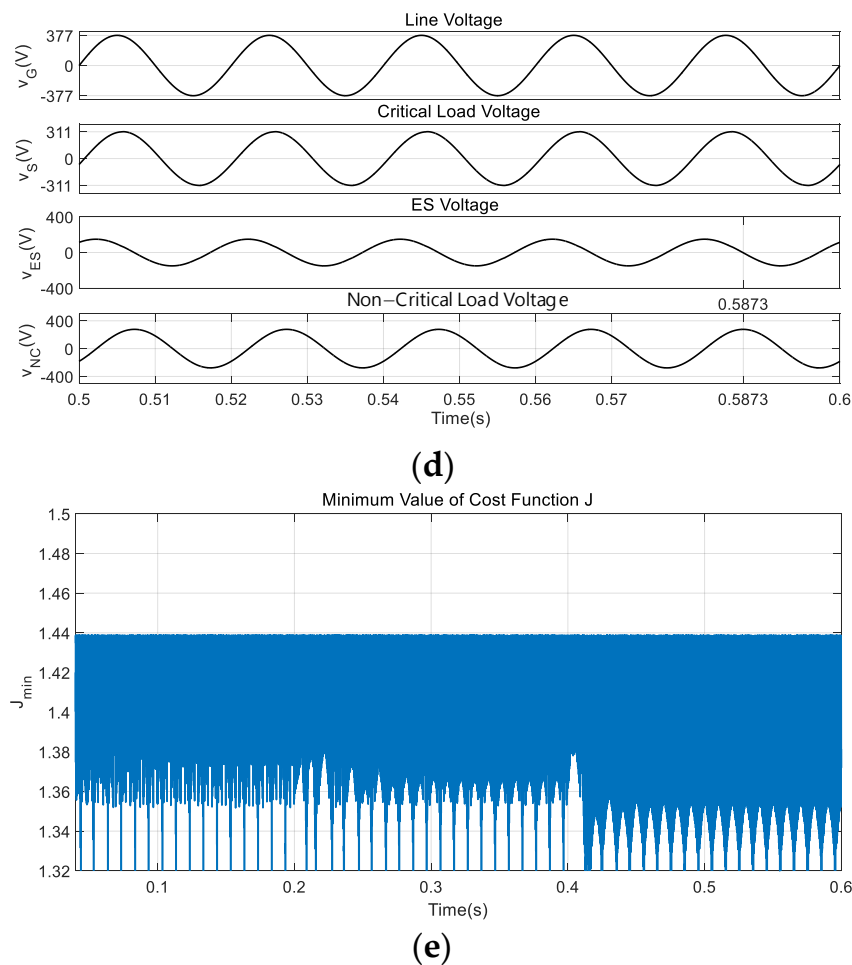 Line Voltage
377
0
-377
v_G(V)
Critical Load Voltage
311
0
-311
v_S(V)
ES Voltage
400
0
-400
v_ES(V)
0.5873
Non−Critical Load Voltage
400
0
-400
v_NC(V)
0.5 0.51 0.52 0.53 0.54 0.55 0.56 0.57 0.5873 0.6
Time(s)
(d)
Minimum Value of Cost Function J
1.5
1.48
1.46
1.44
1.42
1.4
1.38
1.36
1.34
1.32
J_min
0.1 0.2 0.3 0.4 0.5 0.6
Time(s)
(e)